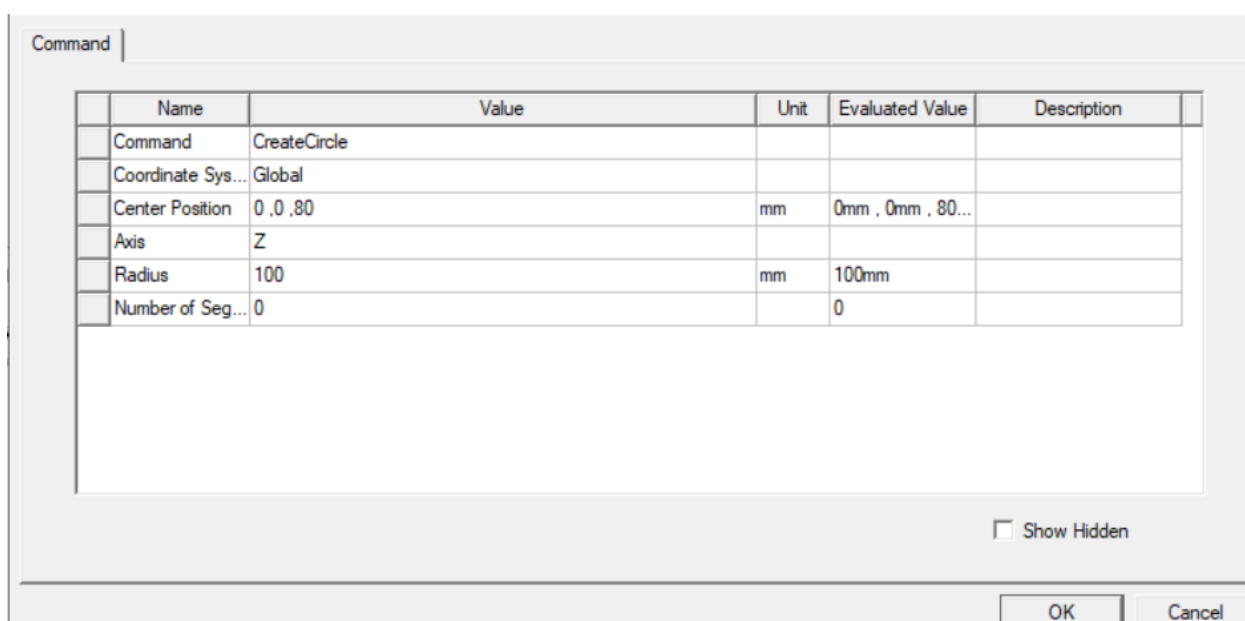 Command
Name Value Unit Evaluated Value Description
Command CreateCircle
Coordinate Sys... Global
Center Position 0 ,0 ,80 mm 0mm , 0mm , 80...
Axis Z
Radius 100 mm 100mm
Number of Seg... 0 0
Show Hidden
OK Cancel